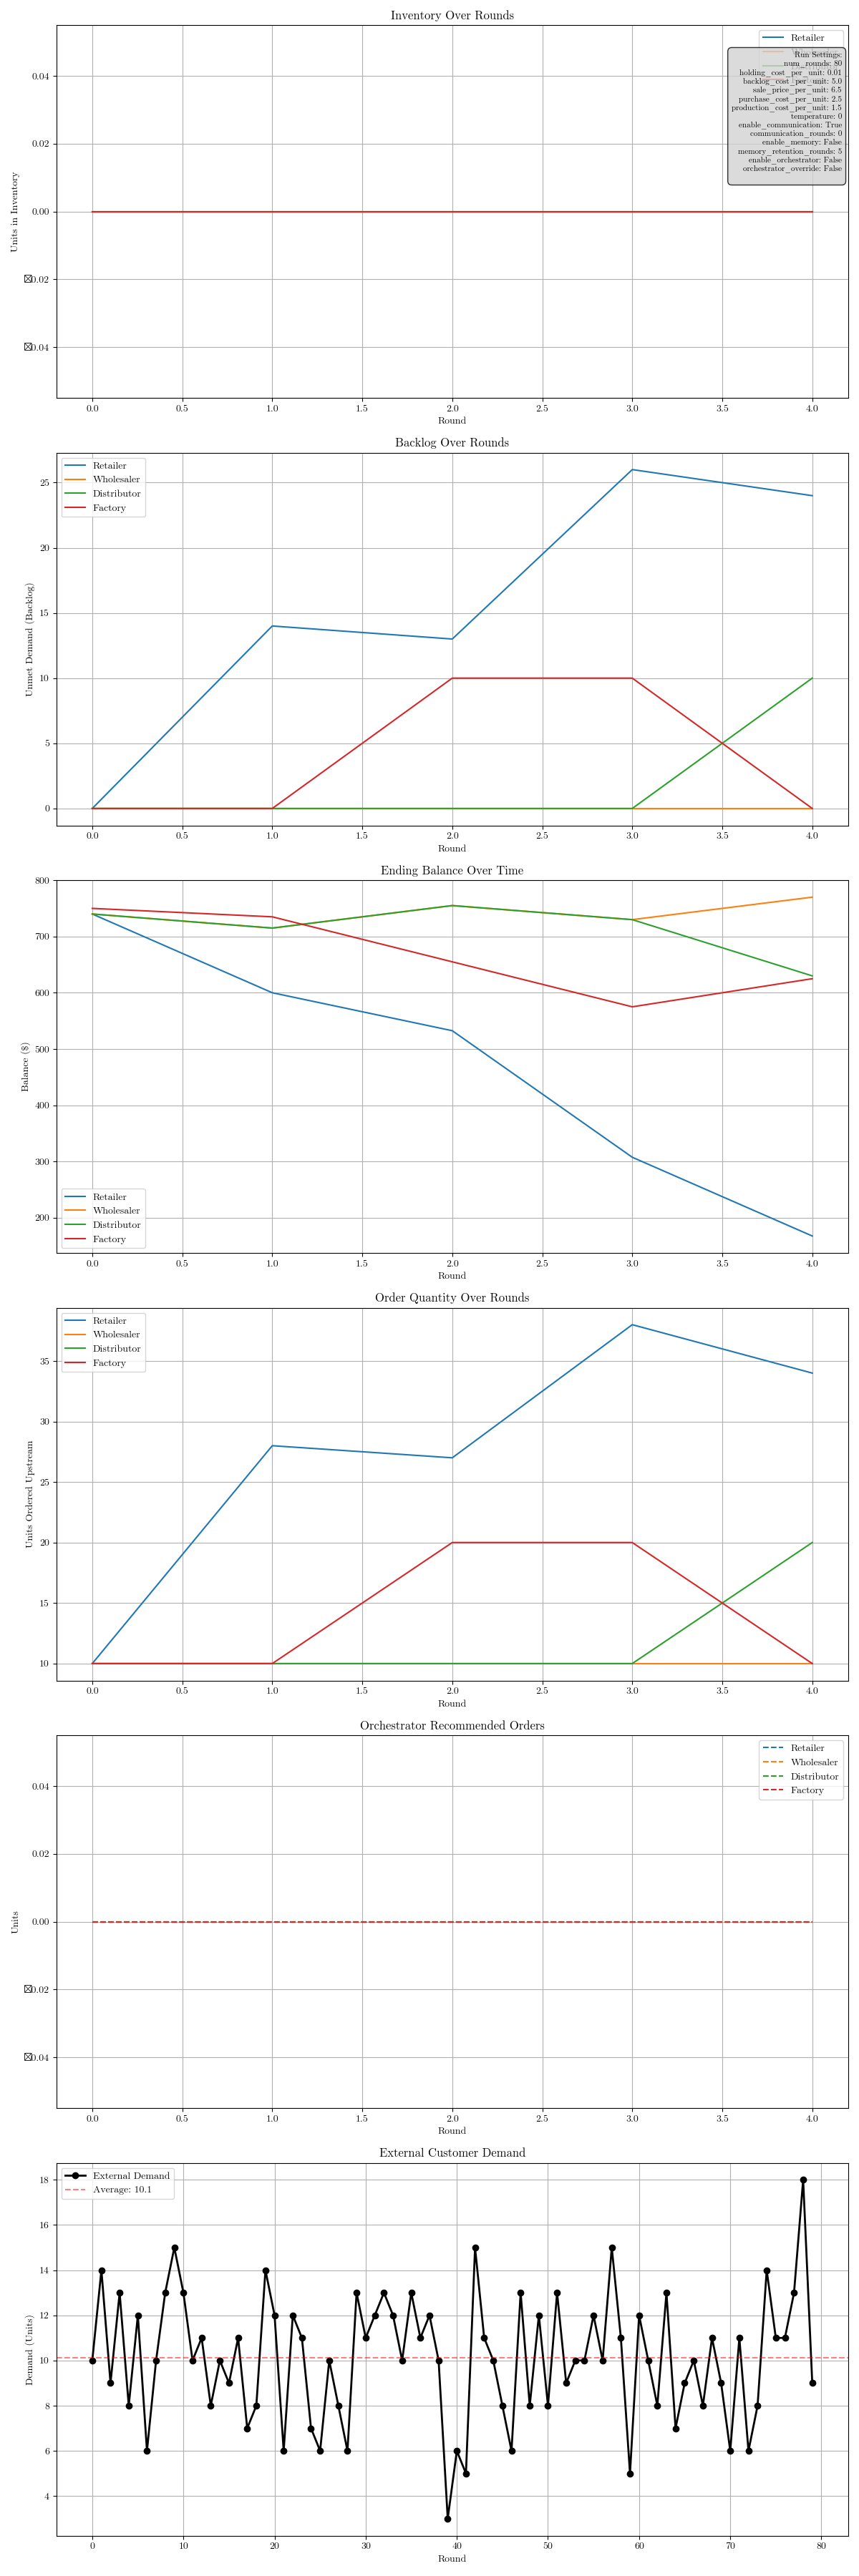 Inventory Over Rounds
Retailer
Run Settings:
num_rounds: 80
holding_cost_per_unit: 0.01
backlog_cost_per_unit: 5.0
sale_price_per_unit: 6.5
purchase_cost_per_unit: 2.5
production_cost_per_unit: 1.5
temperature: 0
enable_communication: True
communication_rounds: 0
enable_memory: False
memory_retention_rounds: 5
enable_orchestrator: False
orchestrator_override: False
Units in Inventory
0.04
0.02
0.00
0.02
0.04
0.0 0.5 1.0 1.5 2.0 2.5 3.0 3.5 4.0
Round
Backlog Over Rounds
Retailer
Wholesaler
Distributor
Factory
Unmet Demand (Backlog)
25
20
15
10
5
0
0.0 0.5 1.0 1.5 2.0 2.5 3.0 3.5 4.0
Round
Ending Balance Over Time
Balance ($)
800
700
600
500
400
300
200
Retailer
Wholesaler
Distributor
Factory
0.0 0.5 1.0 1.5 2.0 2.5 3.0 3.5 4.0
Round
Order Quantity Over Rounds
Retailer
Wholesaler
Distributor
Factory
Units Ordered Upstream
35
30
25
20
15
10
0.0 0.5 1.0 1.5 2.0 2.5 3.0 3.5 4.0
Round
Orchestrator Recommended Orders
Retailer
Wholesaler
Distributor
Factory
Units
0.04
0.02
0.00
0.02
0.04
0.0 0.5 1.0 1.5 2.0 2.5 3.0 3.5 4.0
Round
External Customer Demand
External Demand
Average: 10.1
Demand (Units)
18
16
14
12
10
8
6
4
0 10 20 30 40 50 60 70 80
Round